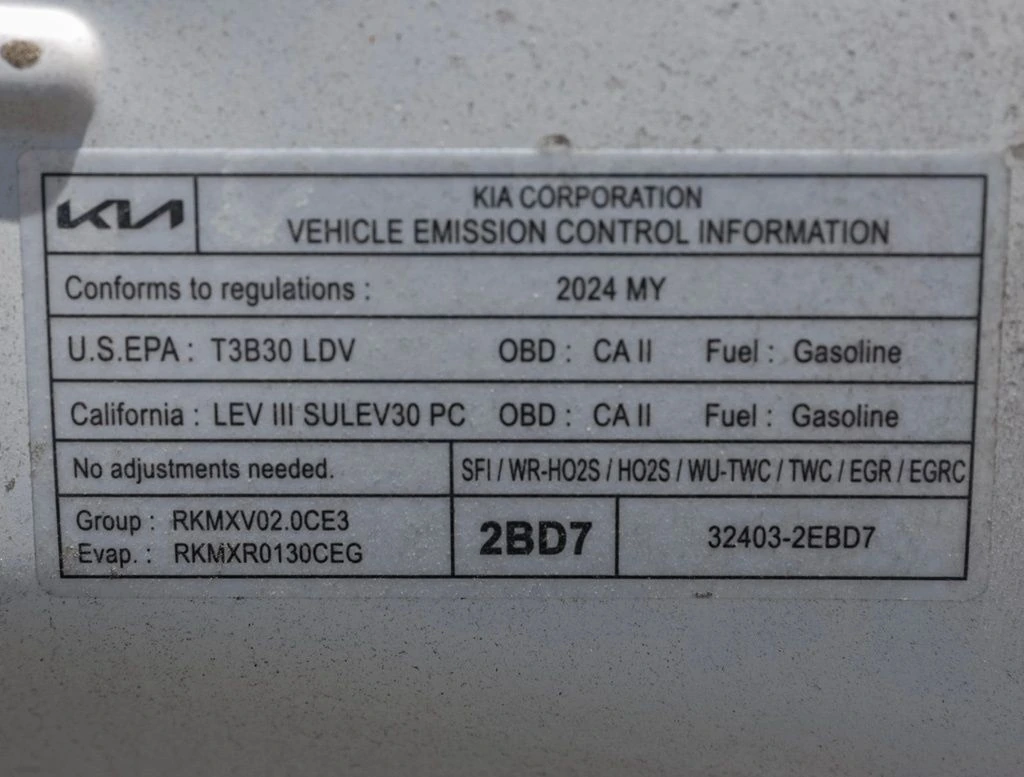 KIA
KIA CORPORATION
VEHICLE EMISSION CONTROL INFORMATION
Conforms to regulations : 2024 MY
U.S.EPA : T3B30 LDV OBD : CA II Fuel : Gasoline
California : LEV III SULEV30 PC OBD : CA II Fuel : Gasoline
No adjustments needed. SFI / WR-HO2S / HO2S / WU-TWC / TWC / EGR / EGRC
Group : RKMXV02.0CE3
Evap. : RKMXR0130CEG
2BD7
32403-2EBD7